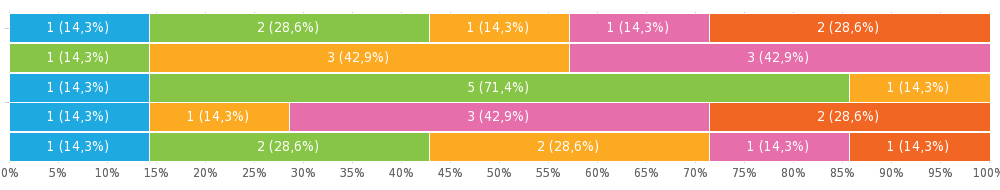 1 (14,3%) 2 (28,6%) 1 (14,3%) 1 (14,3%) 2 (28,6%)
1 (14,3%) 3 (42,9%) 3 (42,9%)
1 (14,3%) 5 (71,4%) 1 (14,3%)
1 (14,3%) 1 (14,3%) 3 (42,9%) 2 (28,6%)
1 (14,3%) 2 (28,6%) 2 (28,6%) 1 (14,3%) 1 (14,3%)
0% 5% 10% 15% 20% 25% 30% 35% 40% 45% 50% 55% 60% 65% 70% 75% 80% 85% 90% 95% 100%